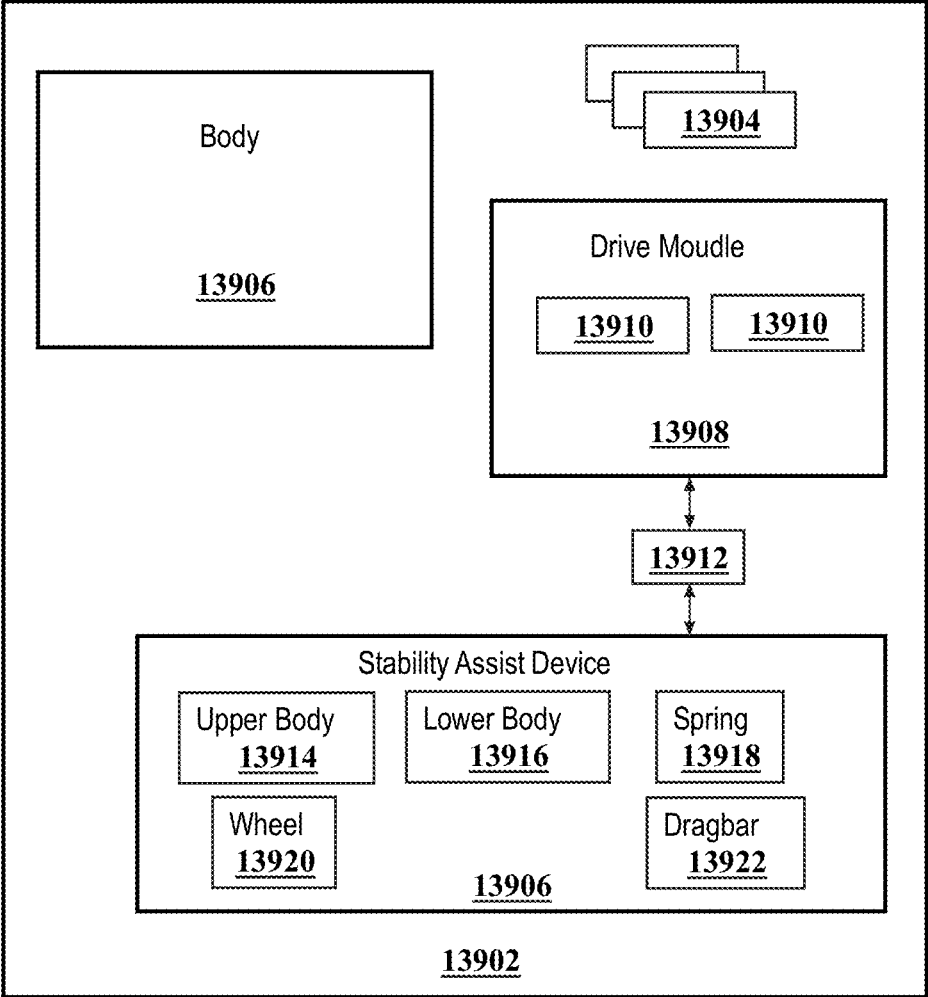 Body
13906
13904
Drive Moudle
13910
13910
13908
13912
Stability Assist Device
Upper Body
13914
Lower Body
13916
Spring
13918
Wheel
13920
Dragbar
13922
13906
13902